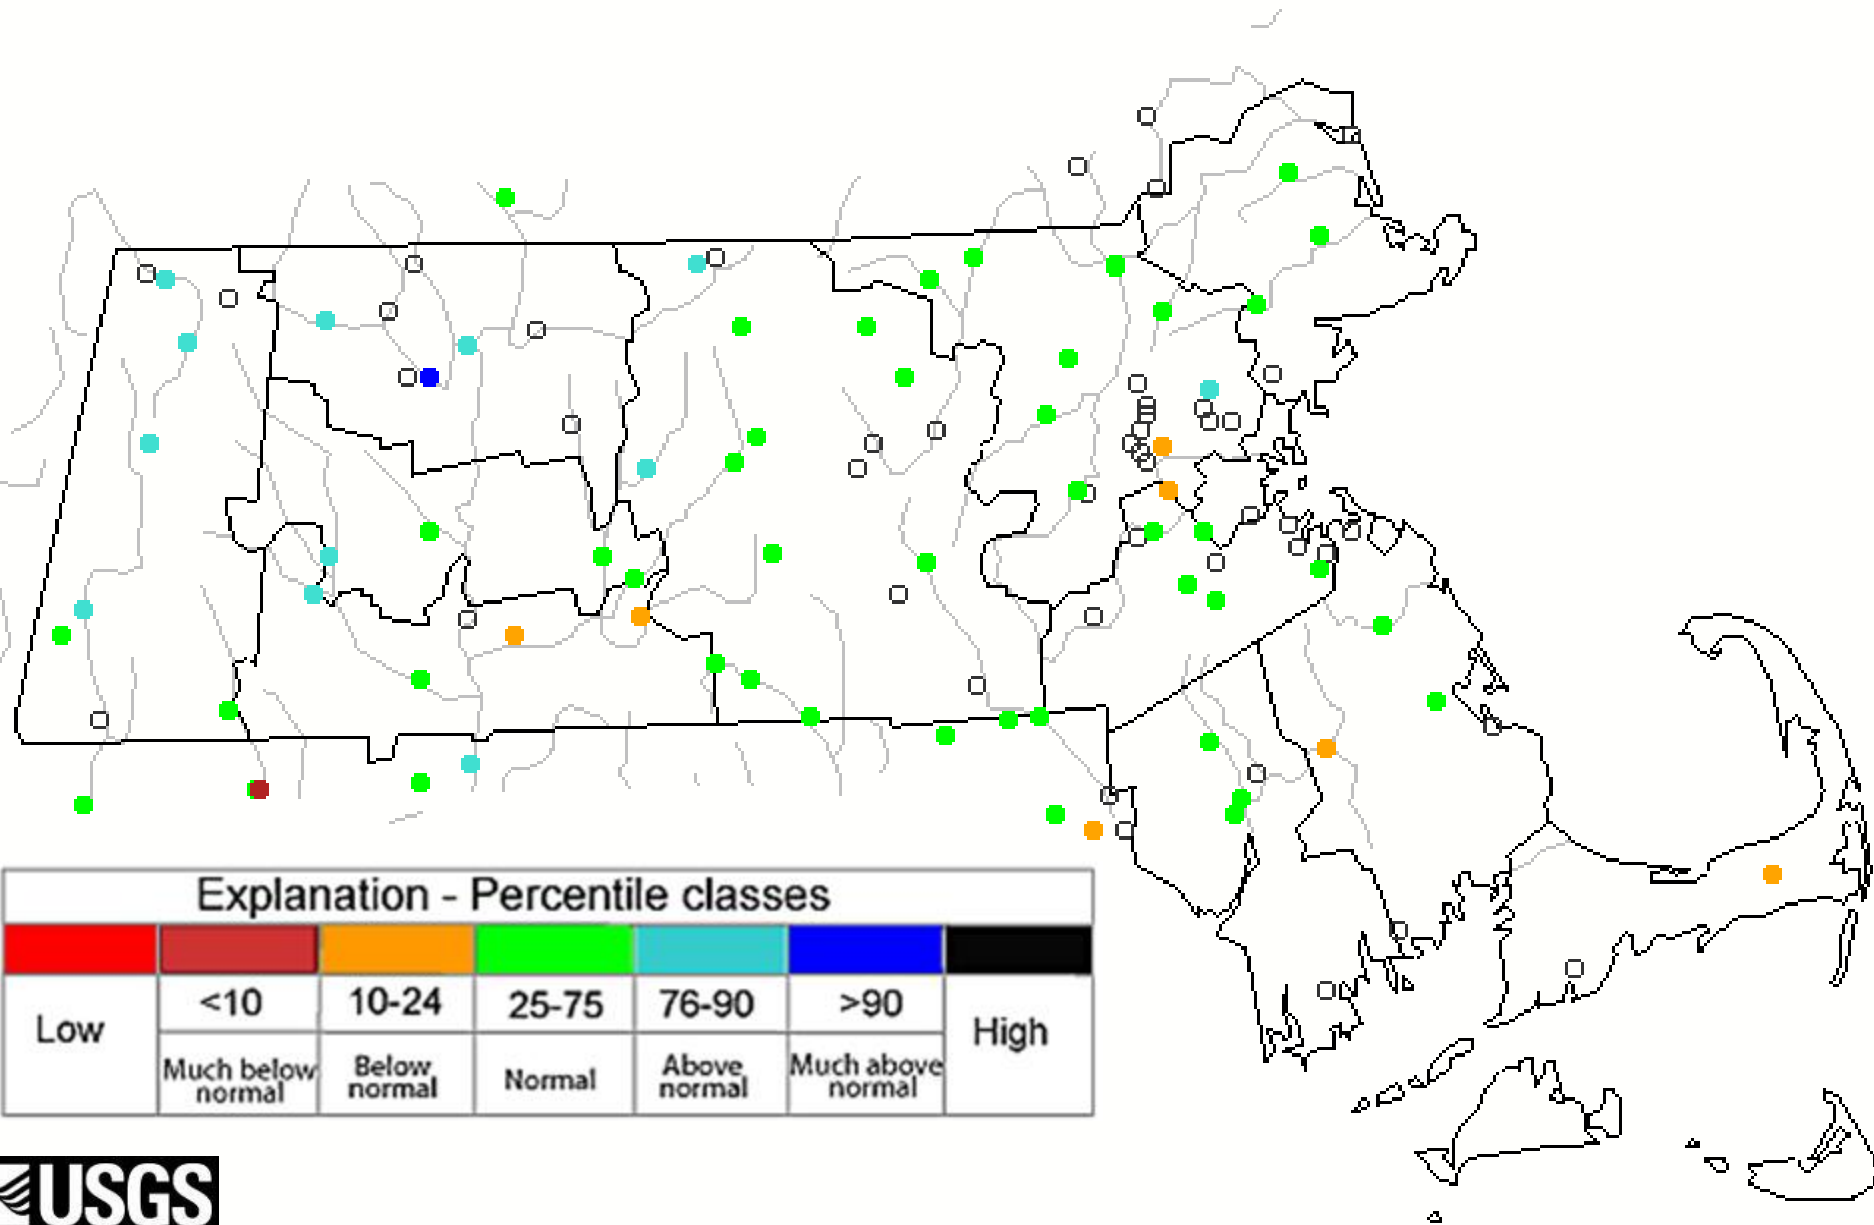 Explanation - Percentile classes
Low
<10
10-24
25-75
76-90
>90
High
Much below
normal
Below
normal
Normal
Above
normal
Much above
normal
USGS